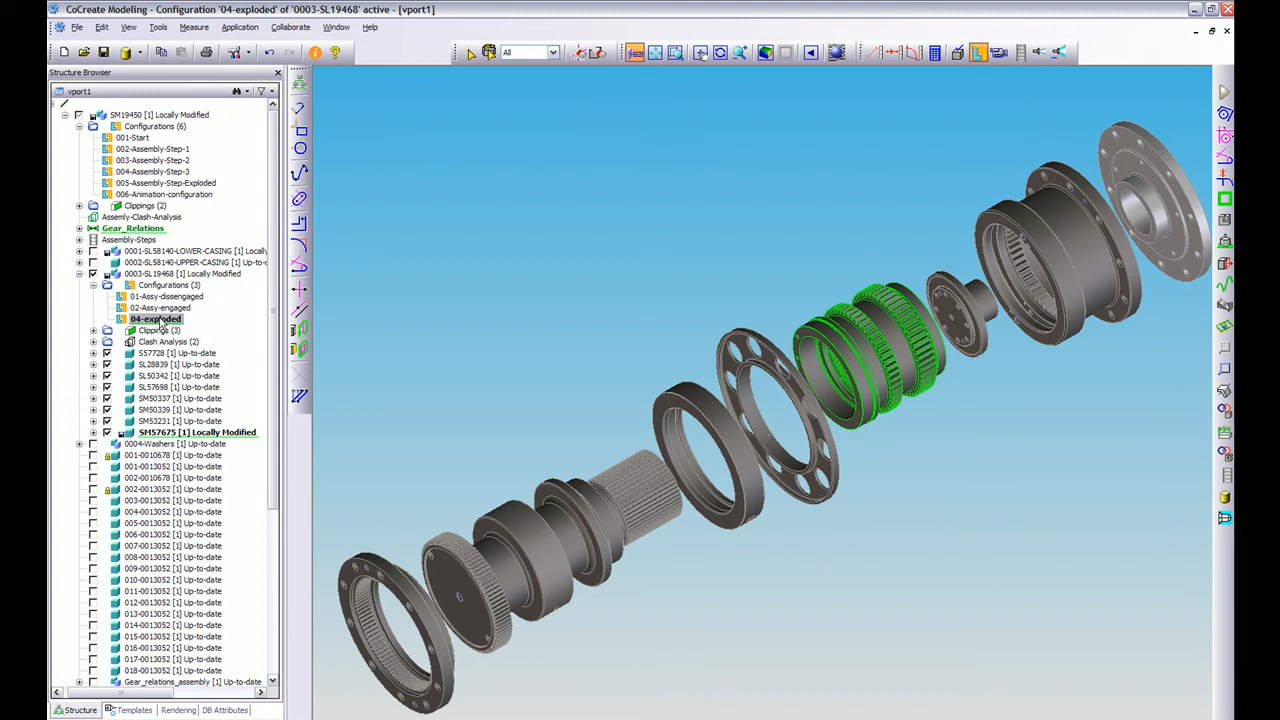 CoCreate Modeling - Configuration '04-exploded' of '0003-SL19468' active - [vport1]
File Edit View Tools Measure Application Collaborate Window Help
All
Structure Browser
vport1
SM19450 [1] Locally Modified
Configurations (6)
001-Start
002-Assembly-Step-1
003-Assembly-Step-2
004-Assembly-Step-3
005-Assembly-Step-Exploded
006-Animation-configuration
Clippings (2)
Assemly-Clash-Analysis
Gear_Relations
Assembly-Steps
0001-SL58140-LOWER-CASING [1] Locally
0002-SL58140-UPPER-CASING [1] Up-to-
0003-SL19468 [1] Locally Modified
Configurations (3)
01-Assy-dissengaged
02-Assy-engaged
04-exploded
Clippings (3)
Clash Analysis (2)
S57728 [1] Up-to-date
SL28839 [1] Up-to-date
SL50342 [1] Up-to-date
SL57698 [1] Up-to-date
SM50337 [1] Up-to-date
SM50339 [1] Up-to-date
SM53231 [1] Up-to-date
SM57675 [1] Locally Modified
0004-Washers [1] Up-to-date
001-0010678 [1] Up-to-date
001-0013052 [1] Up-to-date
002-0010678 [1] Up-to-date
002-0013052 [1] Up-to-date
003-0013052 [1] Up-to-date
004-0013052 [1] Up-to-date
005-0013052 [1] Up-to-date
006-0013052 [1] Up-to-date
007-0013052 [1] Up-to-date
008-0013052 [1] Up-to-date
009-0013052 [1] Up-to-date
010-0013052 [1] Up-to-date
011-0013052 [1] Up-to-date
012-0013052 [1] Up-to-date
013-0013052 [1] Up-to-date
014-0013052 [1] Up-to-date
015-0013052 [1] Up-to-date
016-0013052 [1] Up-to-date
017-0013052 [1] Up-to-date
018-0013052 [1] Up-to-date
Gear_relations_assembly [1] Up-to-date
Structure Templates Rendering DB Attributes